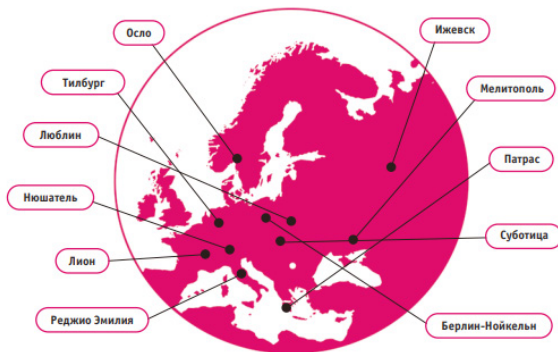 Осло
Ижевск
Тилбург
Мелитополь
Люблин
Патрас
Нюшатель
Суботица
Лион
Реджио Эмилия
Берлин-Нойкельн